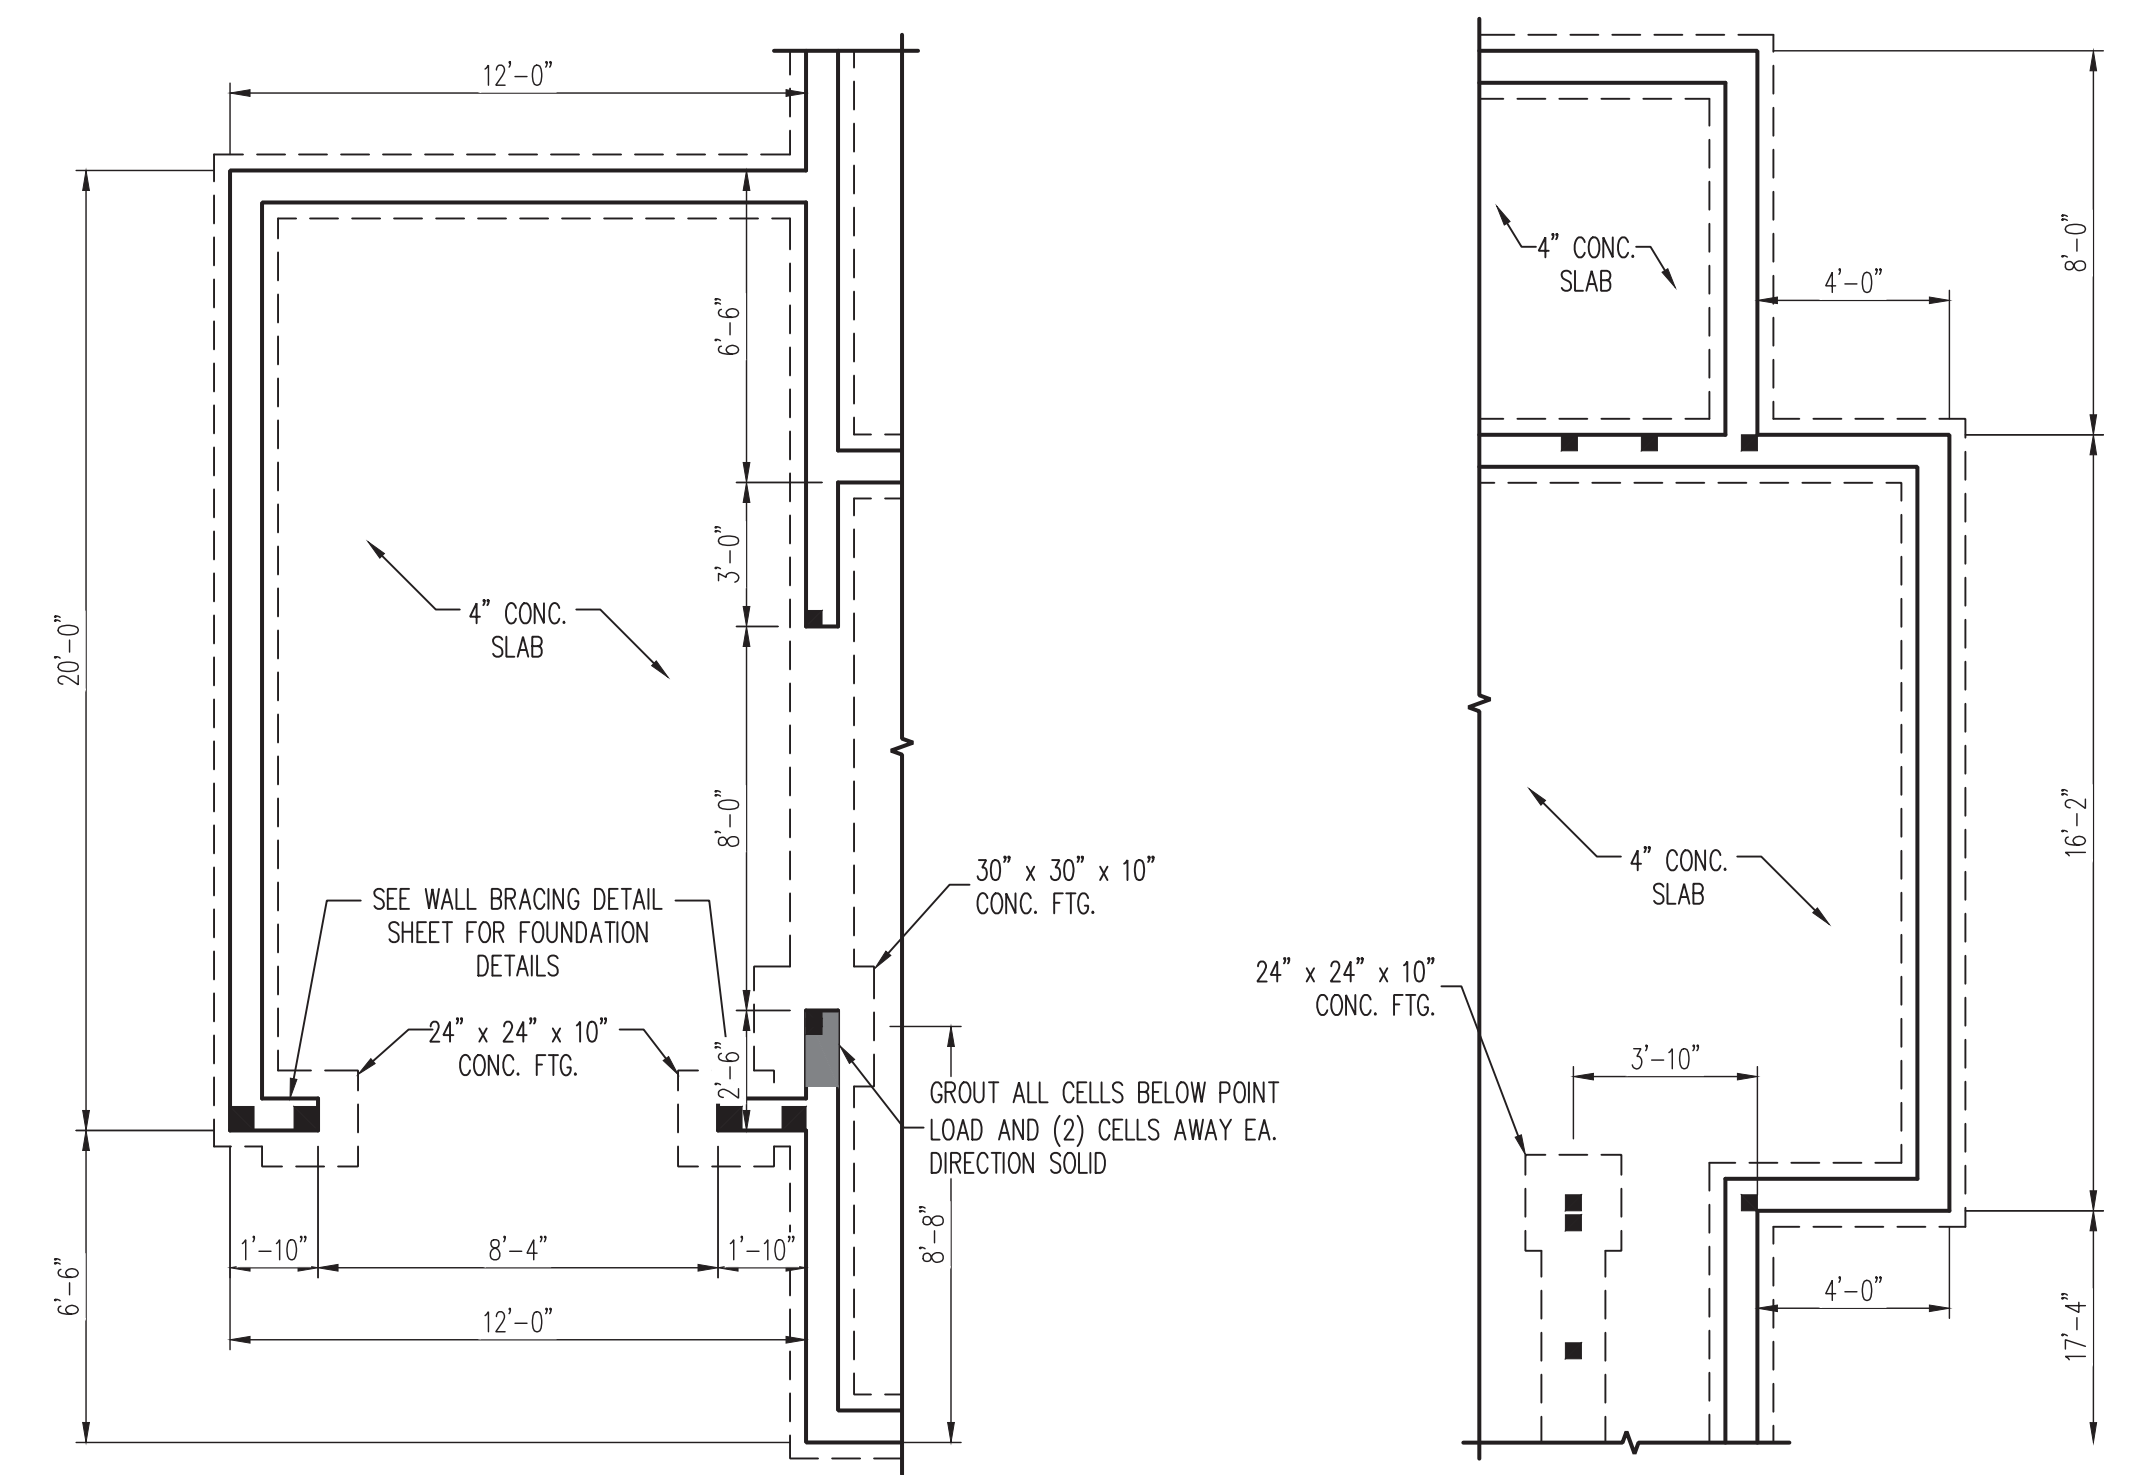 12'-0"
20'-0"
6'-6"
3'-0"
8'-0"
2'-6"
4" CONC.
SLAB
SEE WALL BRACING DETAIL
SHEET FOR FOUNDATION
DETAILS
24" x 24" x 10"
CONC. FTG.
30" x 30" x 10"
CONC. FTG.
GROUT ALL CELLS BELOW POINT
LOAD AND (2) CELLS AWAY EA.
DIRECTION SOLID
1'-10"
8'-4"
1'-10"
12'-0"
6'-6"
8'-8"
4" CONC.
SLAB
8'-0"
4'-0"
16'-2"
4" CONC.
SLAB
24" x 24" x 10"
CONC. FTG.
3'-10"
4'-0"
17'-4"